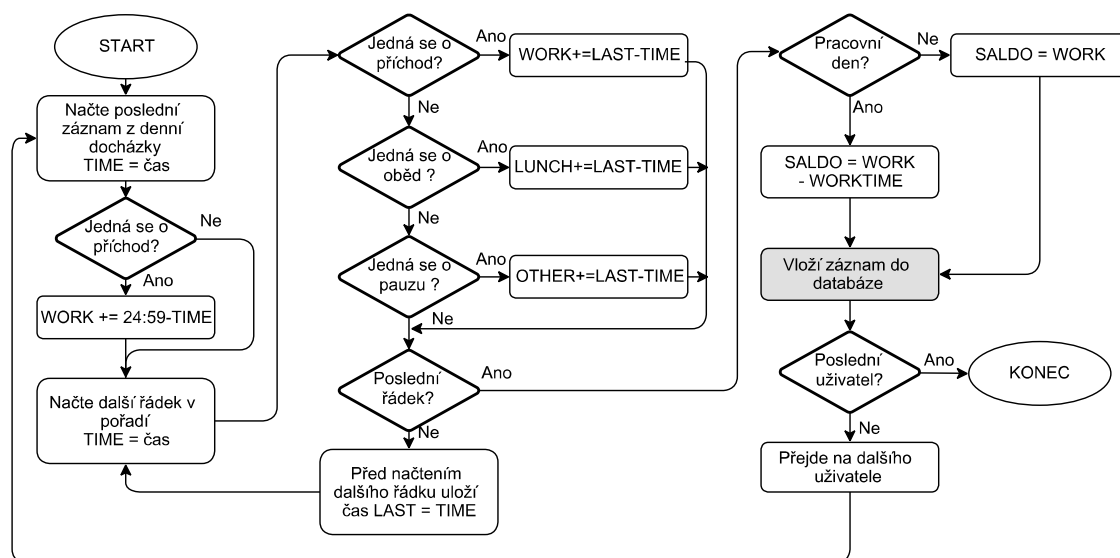 START
Načte poslední
záznam z denní
docházky
TIME = čas
Jedná se o
příchod?
Ne
Ano
WORK += 24:59-TIME
Načte další řádek v
pořadí
TIME = čas
Jedná se o
příchod?
Ano
WORK+=LAST-TIME
Ne
Jedná se o
oběd ?
Ano
LUNCH+=LAST-TIME
Ne
Jedná se o
pauzu ?
Ano
OTHER+=LAST-TIME
Ne
Poslední
řádek?
Ano
Ne
Před načtením
dalšího řádku uloží
čas LAST = TIME
Pracovní
den?
Ne
SALDO = WORK
Ano
SALDO = WORK
- WORKTIME
Vloží záznam do
databáze
Poslední
uživatel?
Ano
KONEC
Ne
Přejde na dalšího
uživatele